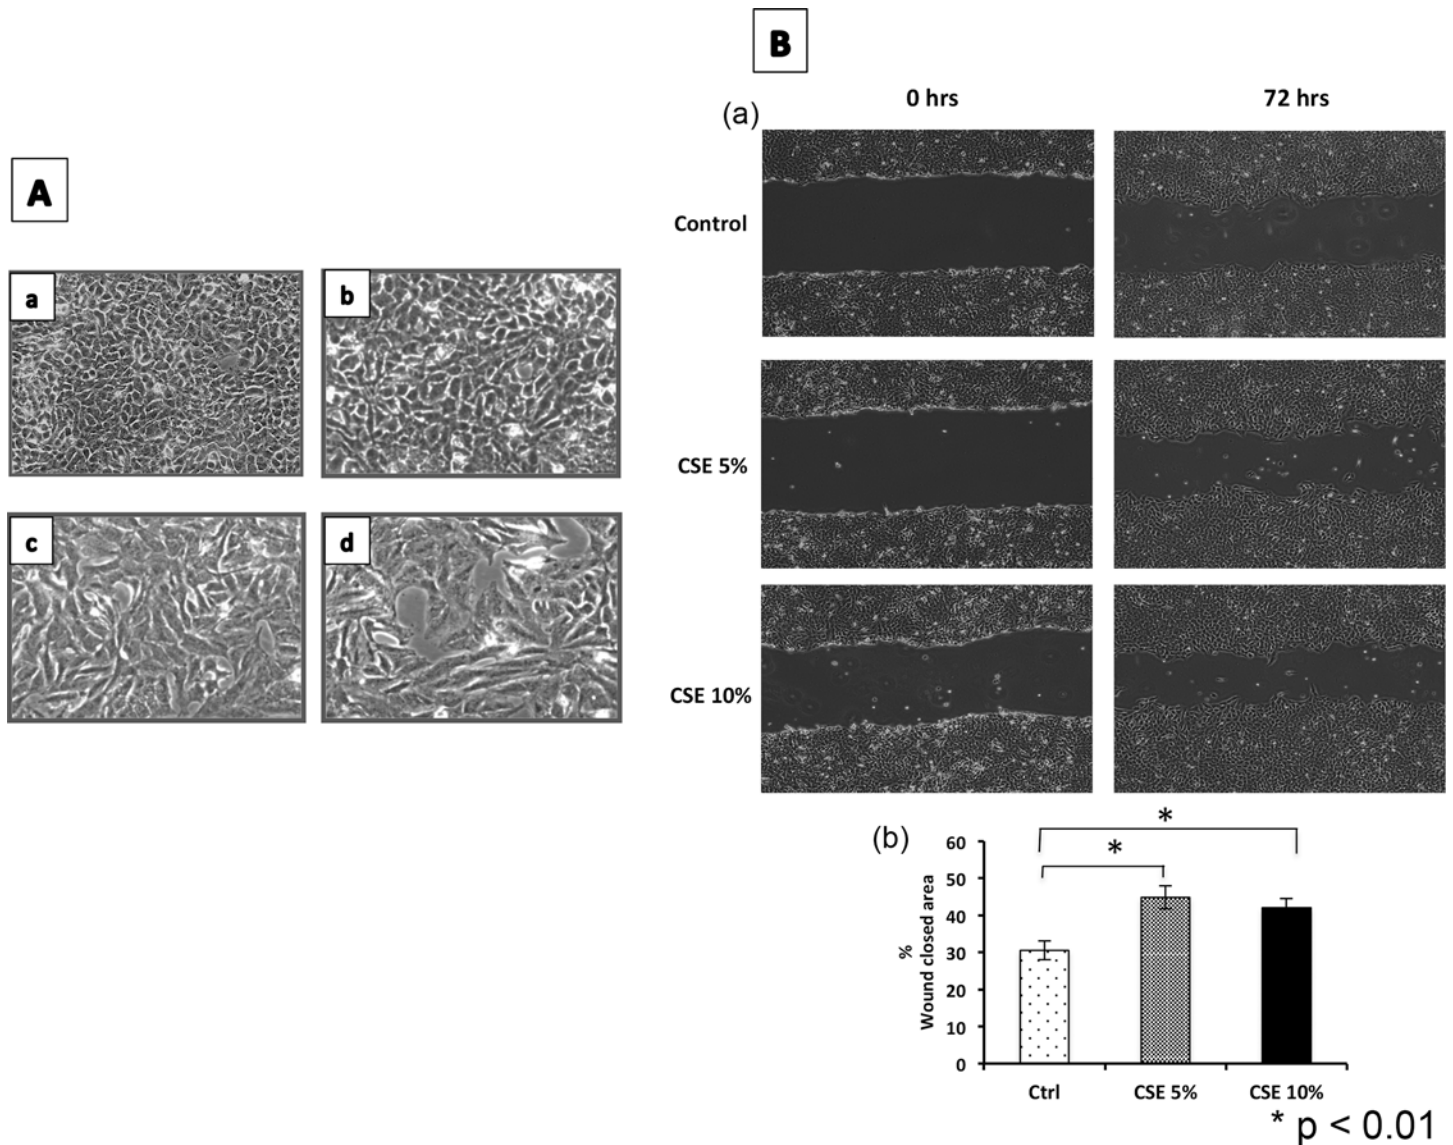 A
a
b
c
d
B
(a)
0 hrs
72 hrs
Control
CSE 5%
CSE 10%
(b)
*
*
%
Wound closed area
60
50
40
30
20
10
0
Ctrl
CSE 5%
CSE 10%
* p < 0.01